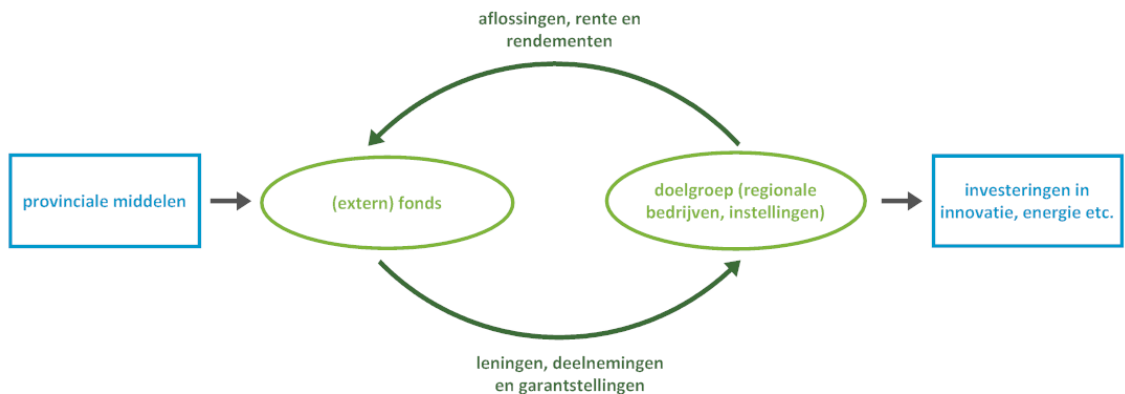 aflossingen, rente en
rendementen
provinciale middelen
(extern) fonds
doelgroep (regionale
bedrijven, instellingen)
investeringen in
innovatie, energie etc.
leningen, deelnemingen
en garantstellingen